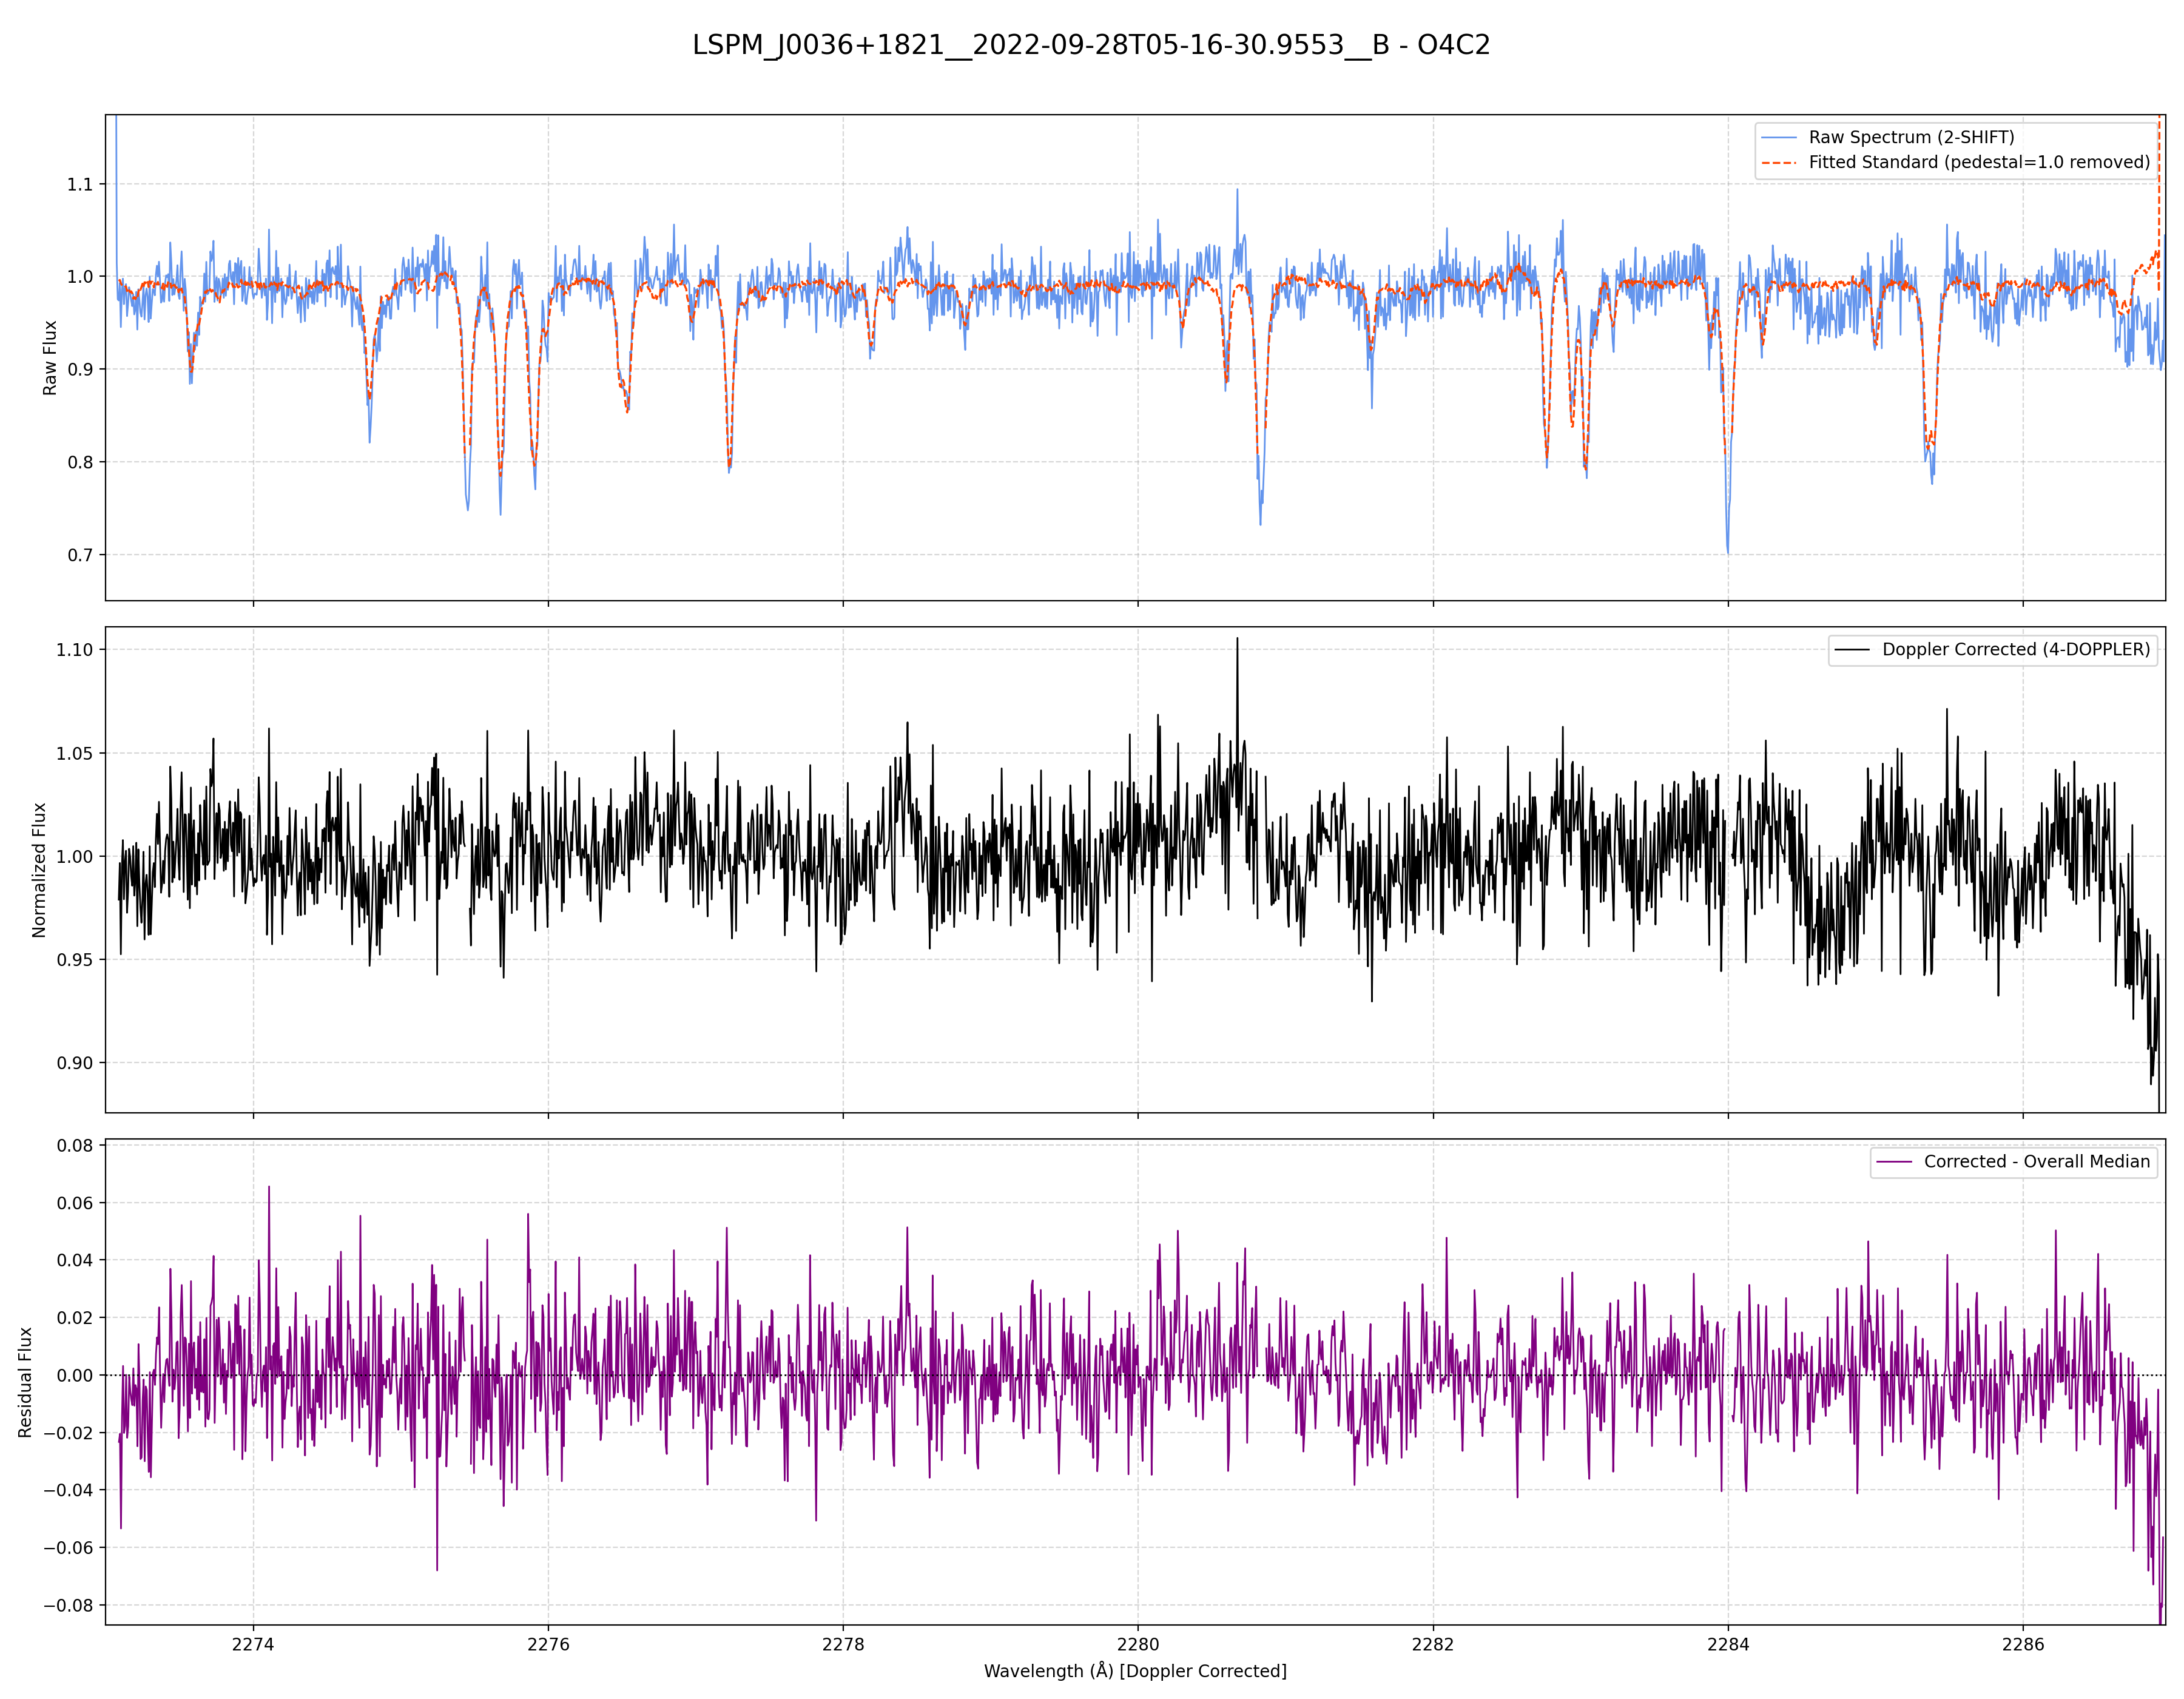 LSPM_J0036+1821__2022-09-28T05-16-30.9553__B - O4C2
Raw Spectrum (2-SHIFT)
Fitted Standard (pedestal=1.0 removed)
1.1
1.0
0.9
0.8
0.7
Raw Flux
Doppler Corrected (4-DOPPLER)
1.10
1.05
1.00
0.95
0.90
Normalized Flux
Corrected - Overall Median
0.08
0.06
0.04
0.02
0.00
−0.02
−0.04
−0.06
−0.08
Residual Flux
2274 2276 2278 2280 2282 2284 2286
Wavelength (Å) [Doppler Corrected]